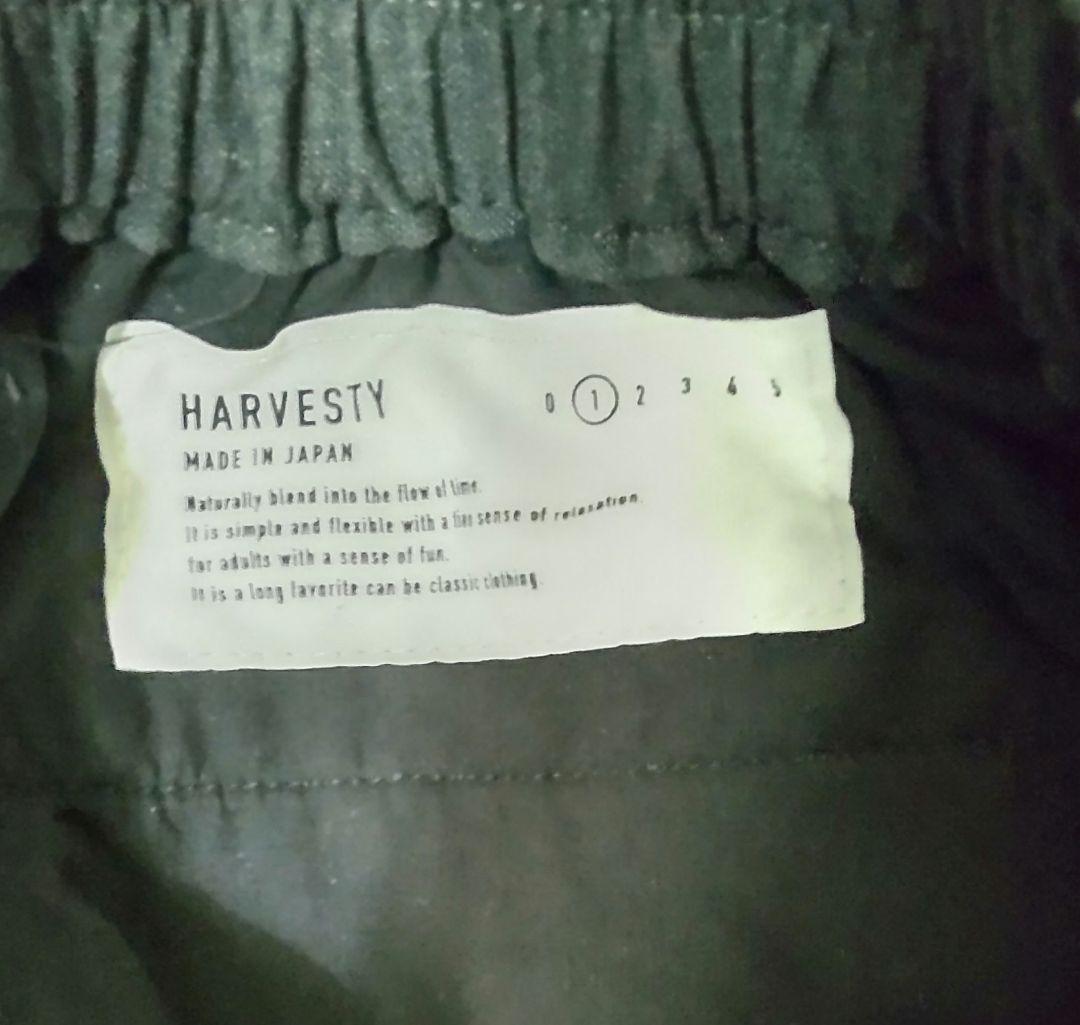 HARVESTY
0 1 2 3 4 5
MADE IN JAPAN
Naturally blend into the flow of time.
It is simple and flexible with a sense of relaxation.
for adults with a sense of fun.
It is a long favorite can be classic clothing.